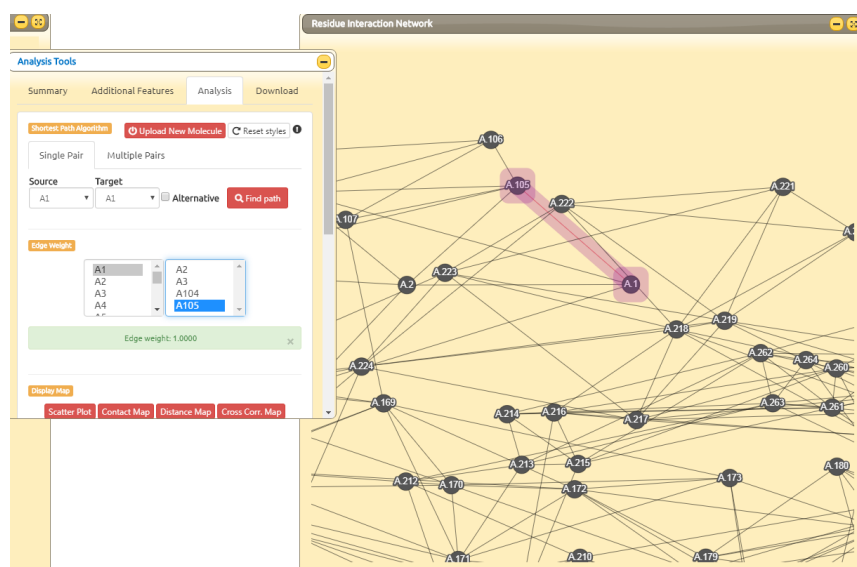 Residue Interaction Network
Analysis Tools
Summary Additional Features Analysis Download
Shortest Path Algorithm Upload New Molecule Reset styles
Single Pair Multiple Pairs
Source Target
A1 A1 Alternative Find path
Edge Weight
A1 A2
A2 A3
A3 A104
A4 A105
A5
Edge weight: 1.0000
Display Map
Scatter Plot Contact Map Distance Map Cross Corr. Map
A.106
A.105
A.221
A.222
A.107
A.223
A.2
A.1
A.219
A.218
A.262
A.264
A.260
A.224
A.169
A.263
A.261
A.214
A.216
A.217
A.213
A.215
A.180
A.212
A.170
A.172
A.173
A.171
A.210
A.179